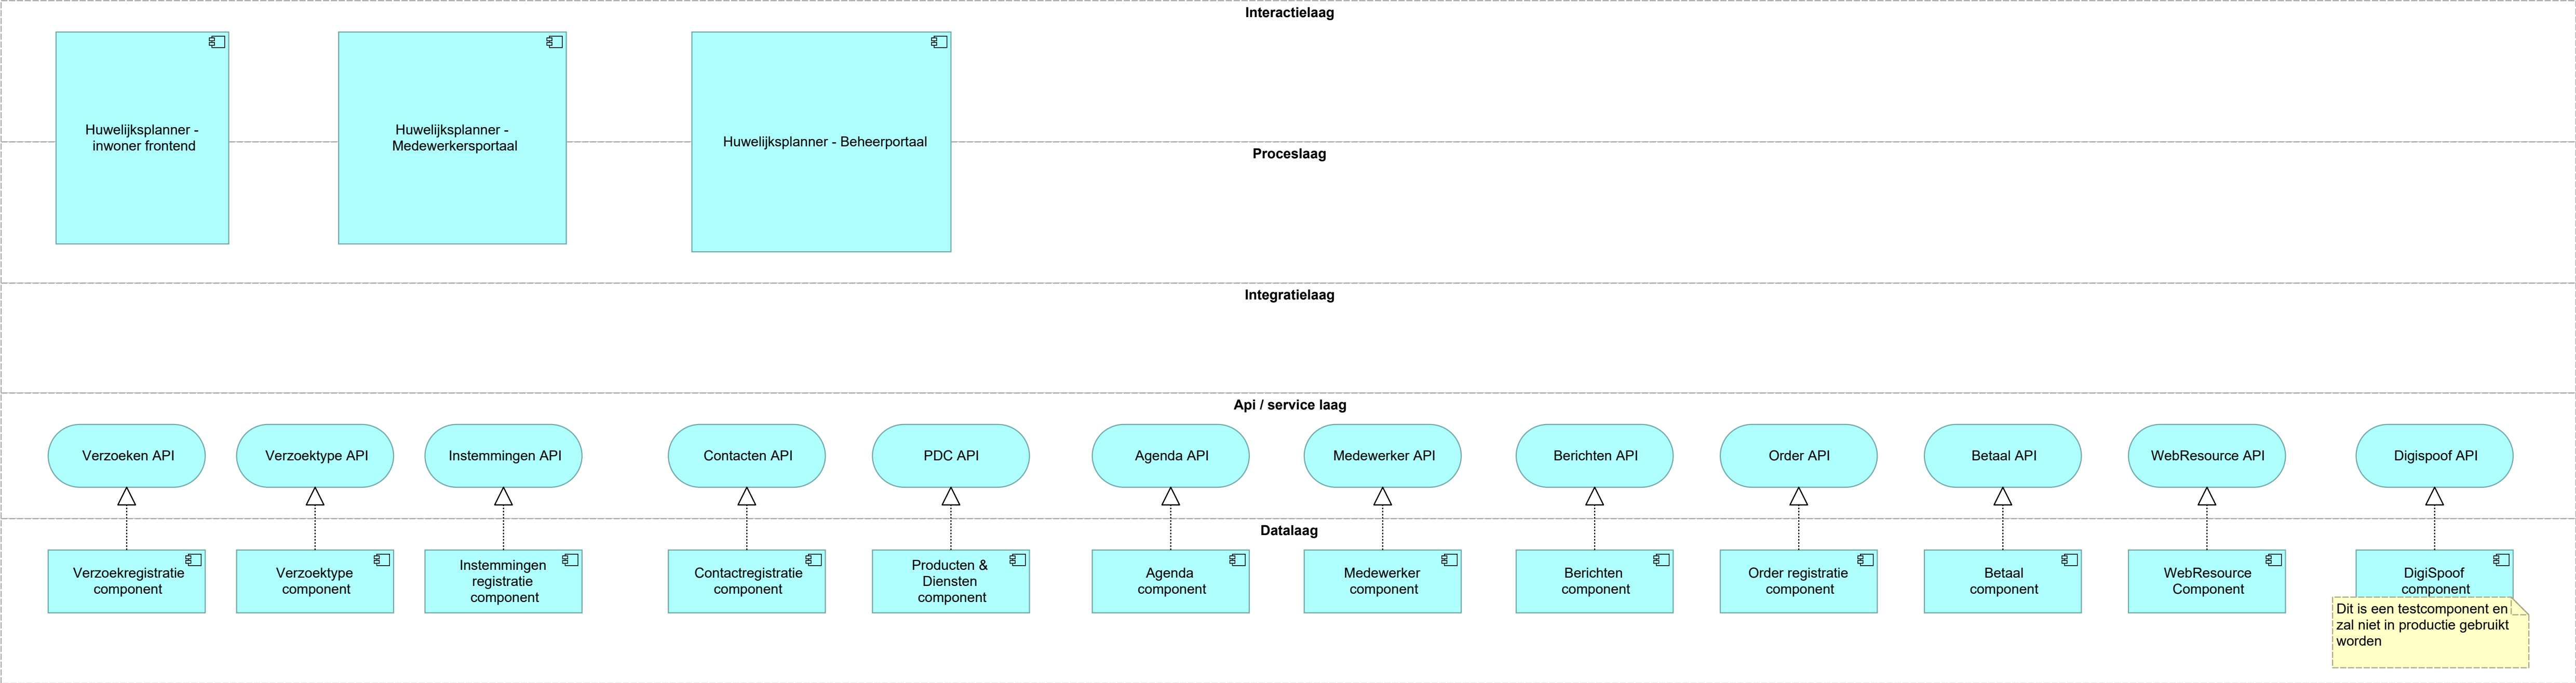 Interactielaag
Huwelijksplanner -
inwoner frontend
Huwelijksplanner -
Medewerkersportaal
Huwelijksplanner - Beheerportaal
Proceslaag
Integratielaag
Api / service laag
Verzoeken API
Verzoektype API
Instemmingen API
Contacten API
PDC API
Agenda API
Medewerker API
Berichten API
Order API
Betaal API
WebResource API
Digispoof API
Datalaag
Verzoekregistratie
component
Verzoektype
component
Instemmingen
registratie
component
Contactregistratie
component
Producten &
Diensten
component
Agenda
component
Medewerker
component
Berichten
component
Order registratie
component
Betaal
component
WebResource
Component
DigiSpoof
component
Dit is een testcomponent en
zal niet in productie gebruikt
worden